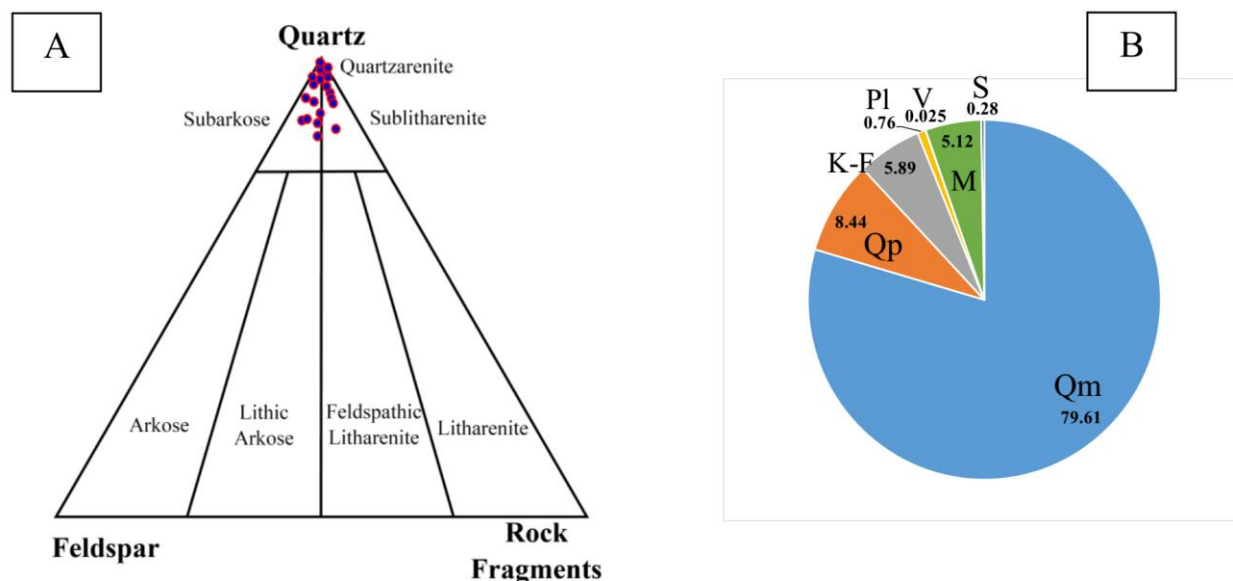 A
Quartz
Quartzarenite
Subarkose
Sublitharenite
Arkose
Lithic
Arkose
Feldspathic
Litharenite
Litharenite
Feldspar
Rock
Fragments
B
S
0.28
V
0.025
Pl
0.76
5.12
M
K-F
5.89
8.44
Qp
Qm
79.61